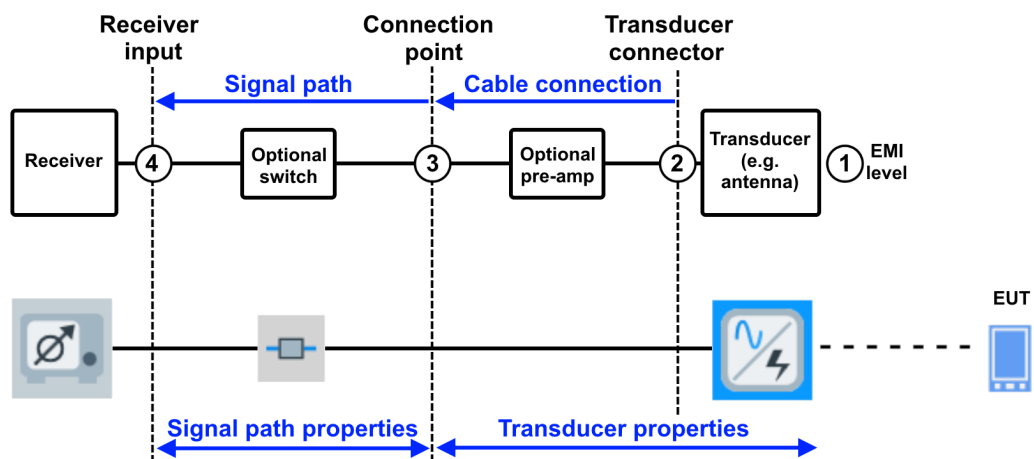 Receiver
input
Connection
point
Transducer
connector
Signal path
Cable connection
Receiver
4
Optional
switch
3
Optional
pre-amp
2
Transducer
(e.g.
antenna)
1
EMI
level
EUT
Signal path properties
Transducer properties